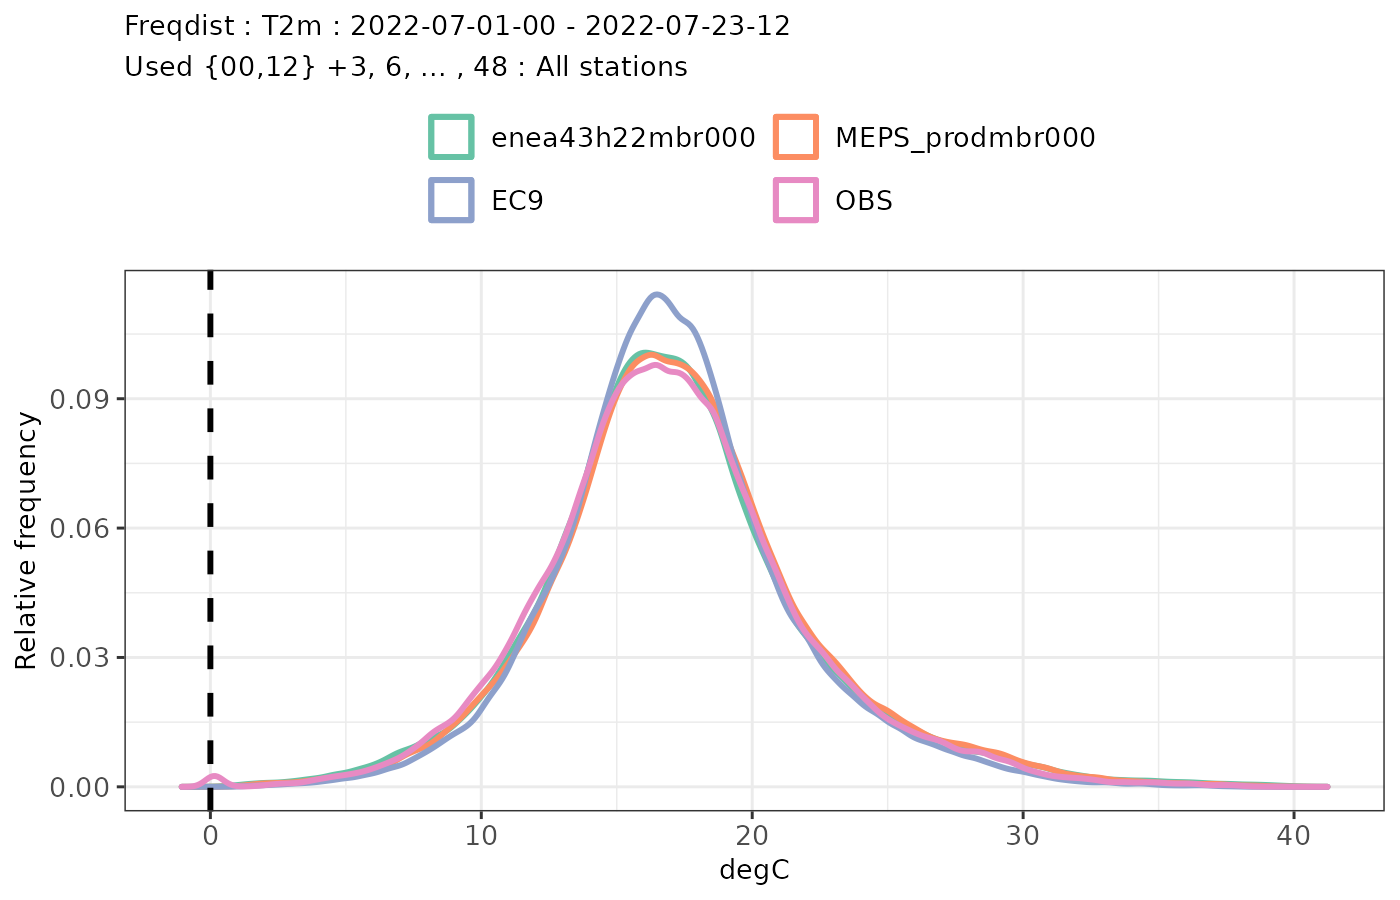 Freqdist : T2m : 2022-07-01-00 - 2022-07-23-12
Used {00,12} +3, 6, ... , 48 : All stations
enea43h22mbr000 MEPS_prodmbr000
EC9 OBS
Relative frequency
0.09
0.06
0.03
0.00
0 10 20 30 40
degC